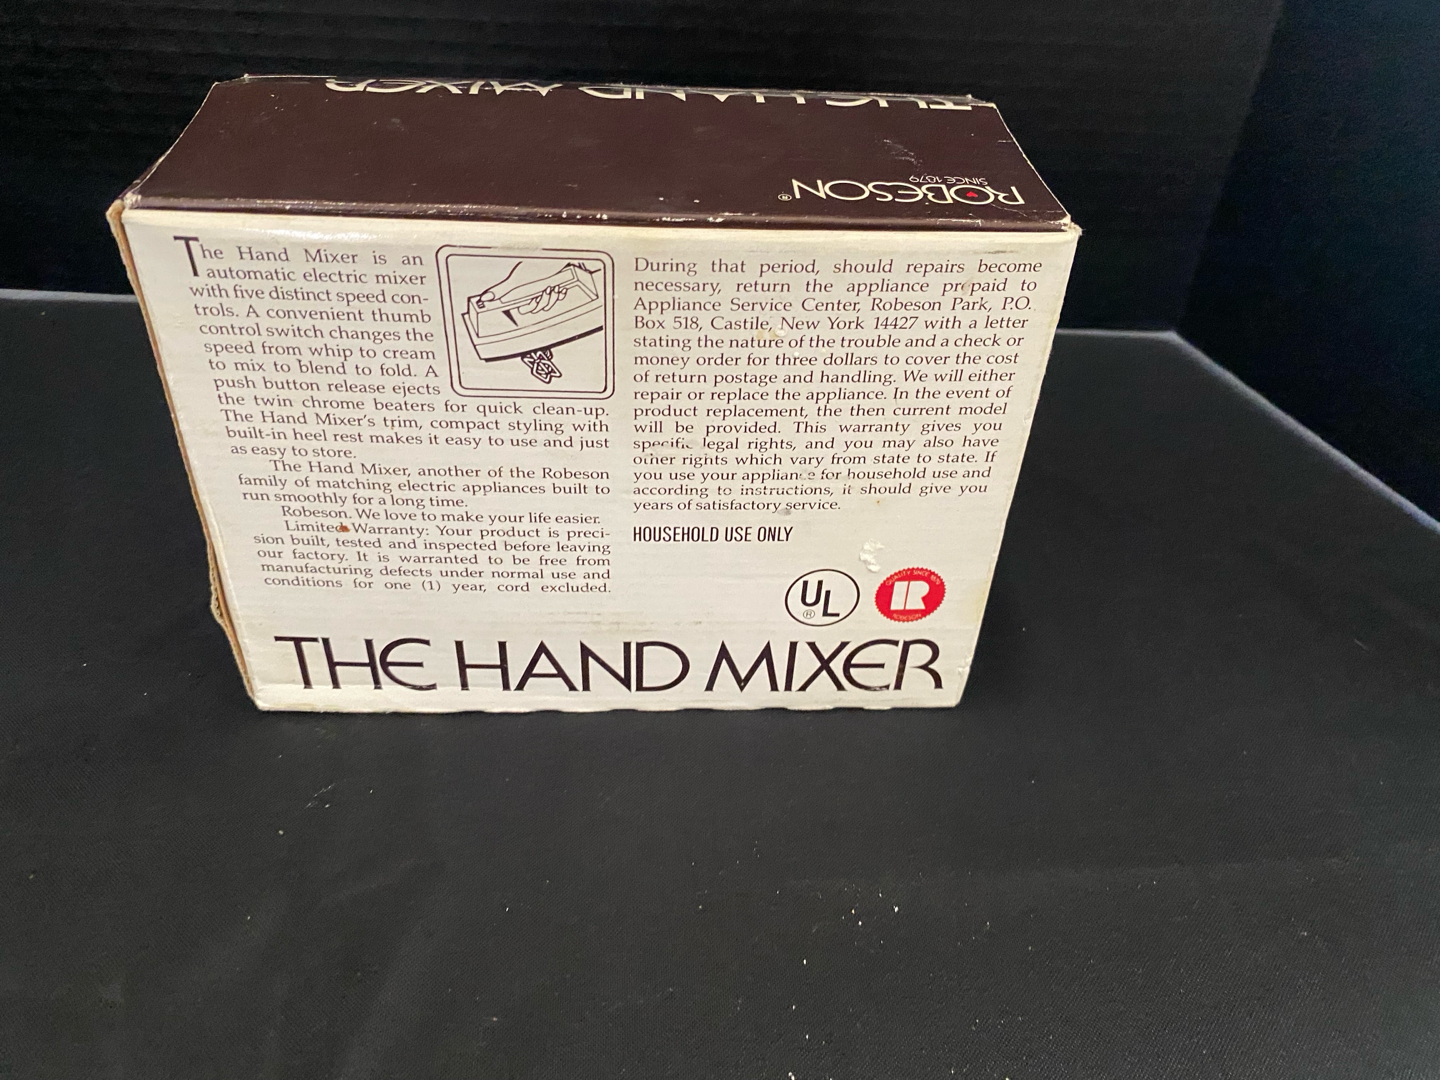 THE HAND MIXER
ROBESON®
SINCE 1879
The Hand Mixer is an
automatic electric mixer
with five distinct speed con-
trols. A convenient thumb
control switch changes the
speed from whip to cream
to mix to blend to fold. A
push button release ejects
the twin chrome beaters for quick clean-up.
The Hand Mixer's trim, compact styling with
built-in heel rest makes it easy to use and just
as easy to store.
The Hand Mixer, another of the Robeson
family of matching electric appliances built to
run smoothly for a long time.
Robeson. We love to make your life easier.
Limited Warranty: Your product is preci-
sion built, tested and inspected before leaving
our factory. It is warranted to be free from
manufacturing defects under normal use and
conditions for one (1) year, cord excluded.
During that period, should repairs become
necessary, return the appliance prepaid to
Appliance Service Center, Robeson Park, P.O.
Box 518, Castile, New York 14427 with a letter
stating the nature of the trouble and a check or
money order for three dollars to cover the cost
of return postage and handling. We will either
repair or replace the appliance. In the event of
product replacement, the then current model
will be provided. This warranty gives you
specific legal rights, and you may also have
other rights which vary from state to state. If
you use your appliance for household use and
according to instructions, it should give you
years of satisfactory service.
HOUSEHOLD USE ONLY
UL
®
QUALITY SINCE 1879
R
ROBESON
THE HAND MIXER